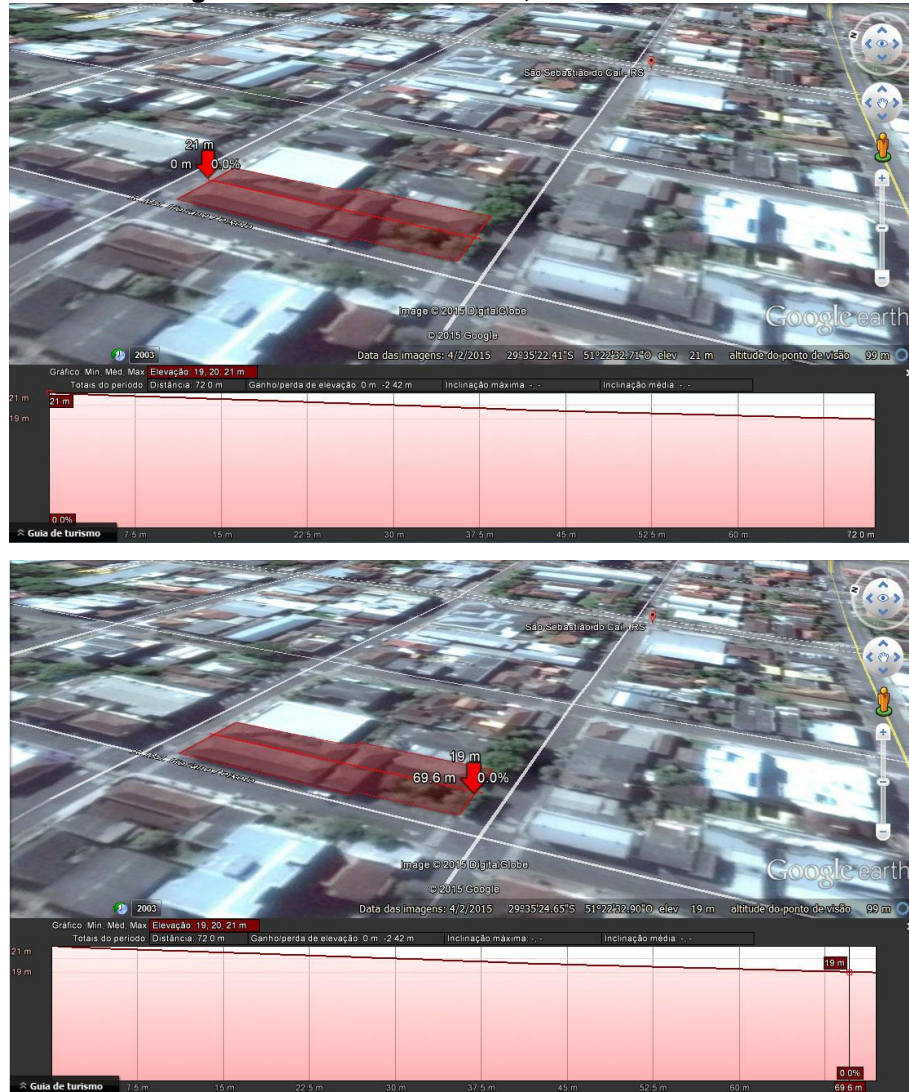 São Sebastião do Caíl - RS
21 m
0 m 0.0%
Image © 2015 DigitalGlobe
© 2015 Google
Google earth
2003
Data das imagens: 4/2/2015 29°35'22.41"S 51°22'32.71"O elev 21 m altitude do ponto de visão 99 m
Gráfico: Mín, Méd, Máx Elevação: 19, 20, 21 m
Totais do período: Distância: 72.0 m Ganho/perda de elevação: 0 m, -2.42 m Inclinação máxima: -, - Inclinação média: -, -
21 m
21 m
19 m
0.0%
Guia de turismo 7.5 m 15 m 22.5 m 30 m 37.5 m 45 m 52.5 m 60 m 72.0 m
São Sebastião do Caíl - RS
19 m
69.6 m 0.0%
Image © 2015 DigitalGlobe
© 2015 Google
Google earth
2003
Data das imagens: 4/2/2015 29°35'24.65"S 51°22'32.90"O elev 19 m altitude do ponto de visão 99 m
Gráfico: Mín, Méd, Máx Elevação: 19, 20, 21 m
Totais do período: Distância: 72.0 m Ganho/perda de elevação: 0 m, -2.42 m Inclinação máxima: -, - Inclinação média: -, -
21 m
19 m
19 m
0.0%
Guia de turismo 7.5 m 15 m 22.5 m 30 m 37.5 m 45 m 52.5 m 60 m 69.6 m